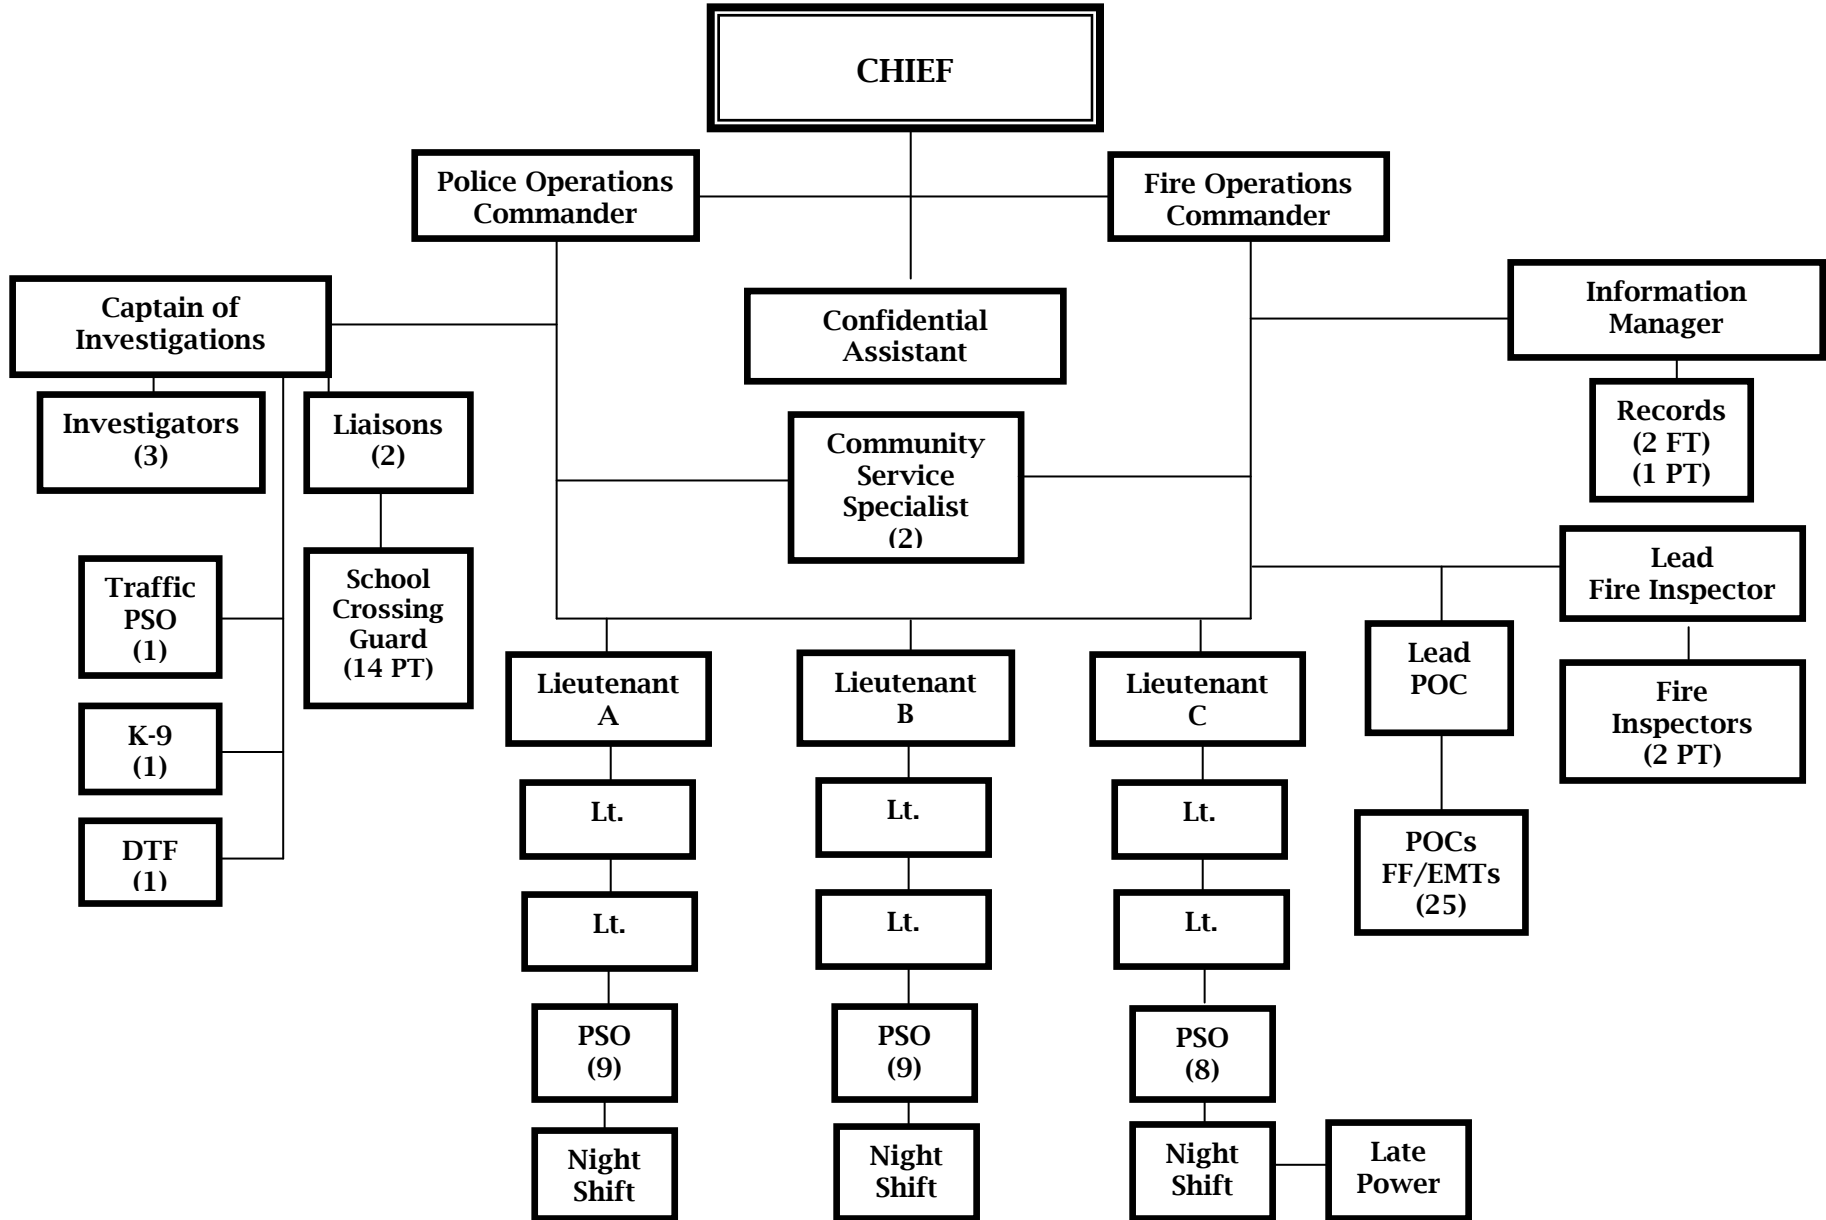 CHIEF
Police Operations
Commander
Fire Operations
Commander
Captain of
Investigations
Confidential
Assistant
Information
Manager
Investigators
(3)
Liaisons
(2)
Community
Service
Specialist
(2)
Records
(2 FT)
(1 PT)
Traffic
PSO
(1)
School
Crossing
Guard
(14 PT)
Lead
Fire Inspector
Lead
POC
Fire
Inspectors
(2 PT)
K-9
(1)
DTF
(1)
Lieutenant
A
Lieutenant
B
Lieutenant
C
Lt.
Lt.
Lt.
POCs
FF/EMTs
(25)
Lt.
Lt.
Lt.
PSO
(9)
PSO
(9)
PSO
(8)
Night
Shift
Night
Shift
Night
Shift
Late
Power